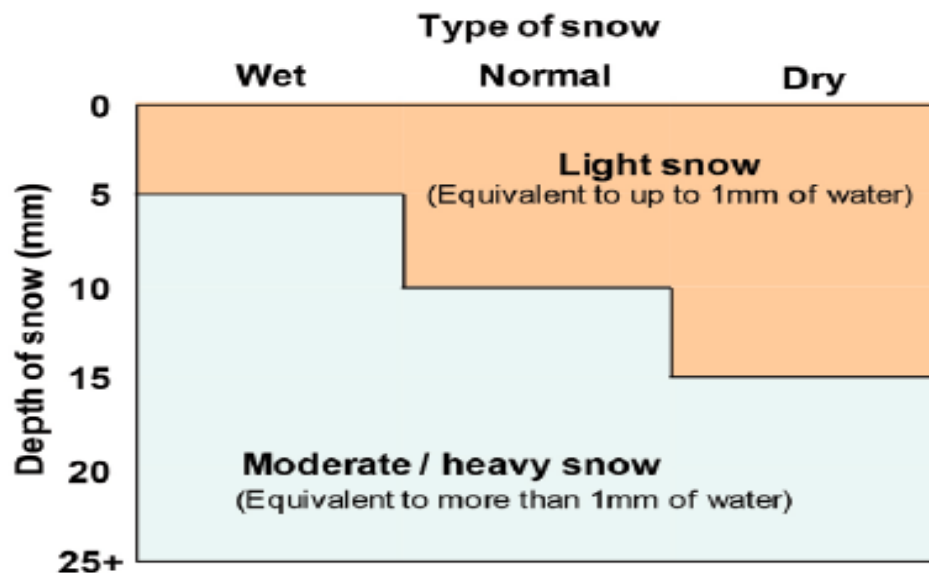 Type of snow
Wet Normal Dry
Depth of snow (mm)
0
5
10
15
20
25+
Light snow
(Equivalent to up to 1mm of water)
Moderate / heavy snow
(Equivalent to more than 1mm of water)